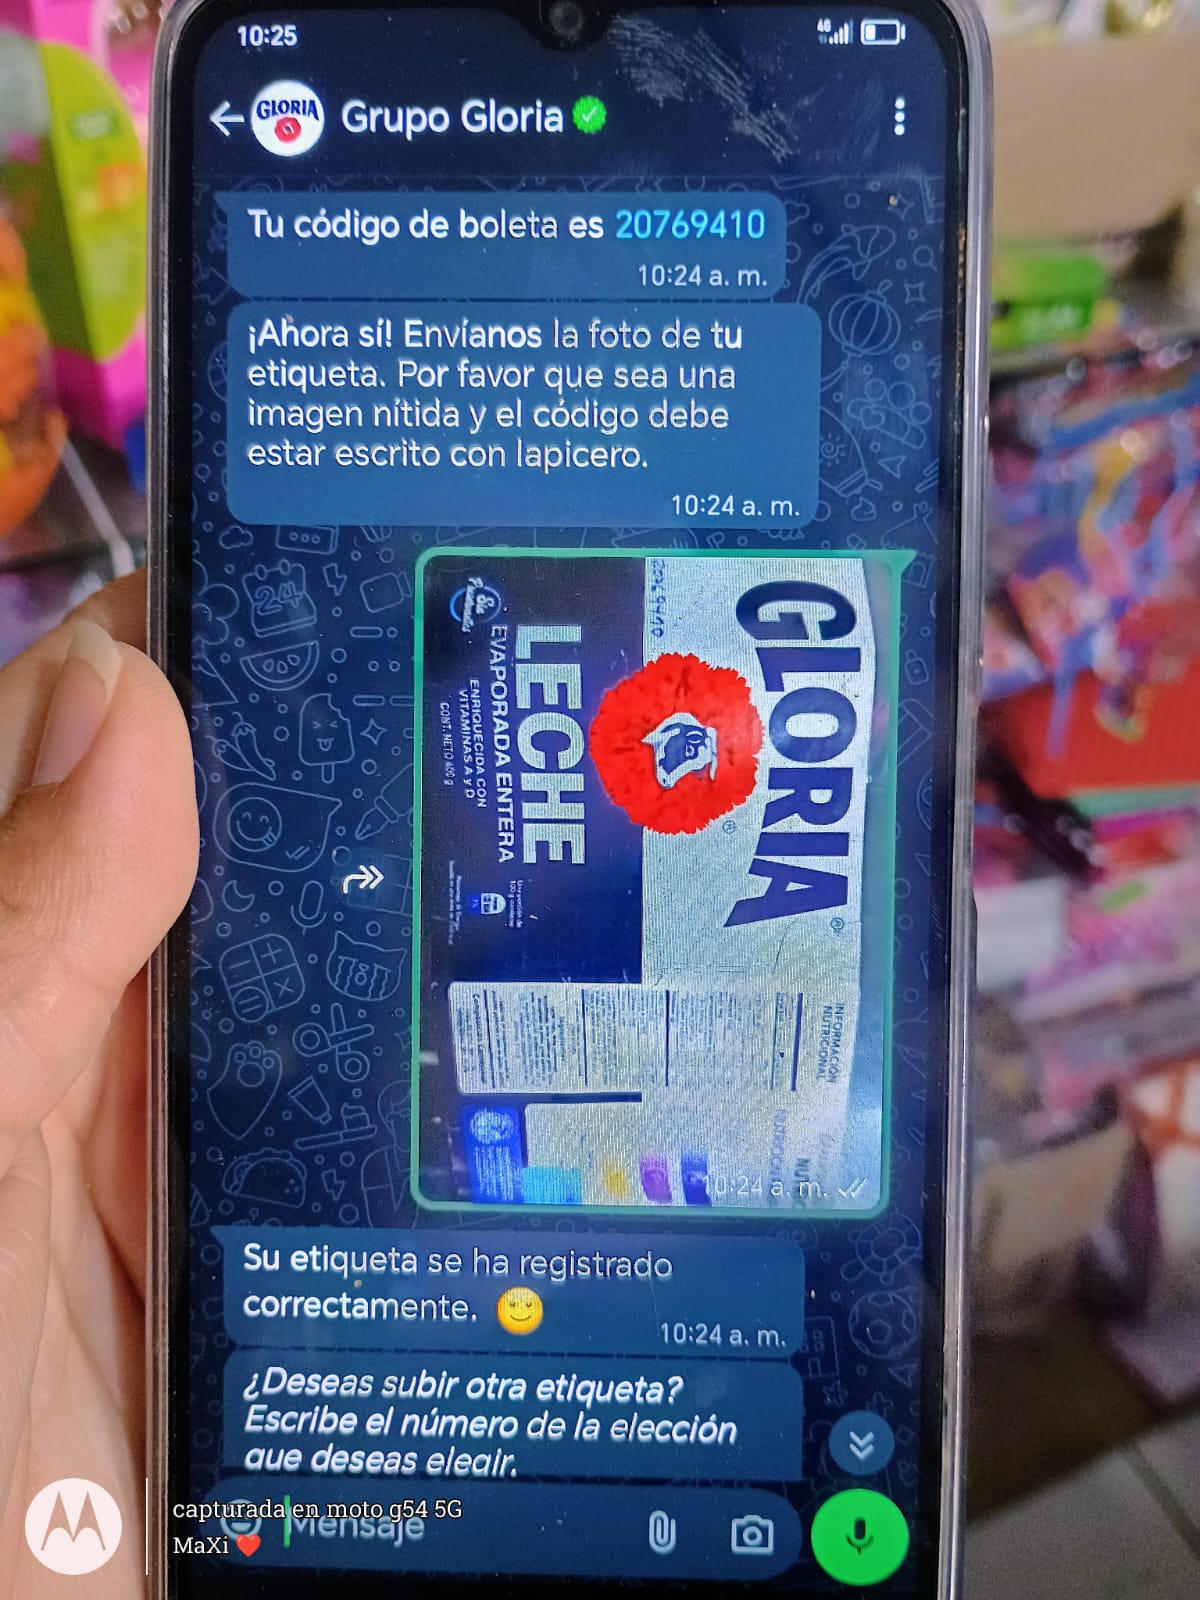 10:25
4G
GLORIA
Grupo Gloria
Tu código de boleta es 20769410
10:24 a. m.
¡Ahora sí! Envíanos la foto de tu
etiqueta. Por favor que sea una
imagen nítida y el código debe
estar escrito con lapicero.
10:24 a. m.
GLORIA
®
®
LECHE
EVAPORADA ENTERA
ENRIQUECIDA CON
VITAMINAS A y D
CONT. NETO 400 g
INFORMACIÓN
NUTRICIONAL
10:24 a. m.
Su etiqueta se ha registrado
correctamente.
10:24 a. m.
¿Deseas subir otra etiqueta?
Escribe el número de la elección
que deseas elegir.
Mensaje
capturada en moto g54 5G
MaXi ❤️